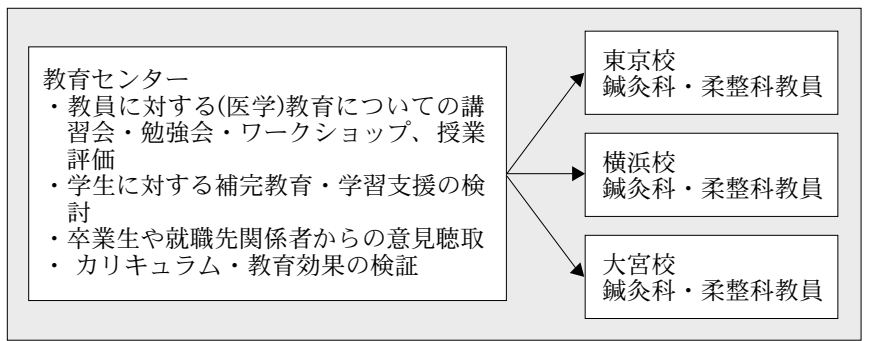 教育センター
・教員に対する(医学)教育についての講
習会・勉強会・ワークショップ、授業
評価
・学生に対する補完教育・学習支援の検
討
・卒業生や就職先関係者からの意見聴取
・ カリキュラム・教育効果の検証
東京校
鍼灸科・柔整科教員
横浜校
鍼灸科・柔整科教員
大宮校
鍼灸科・柔整科教員